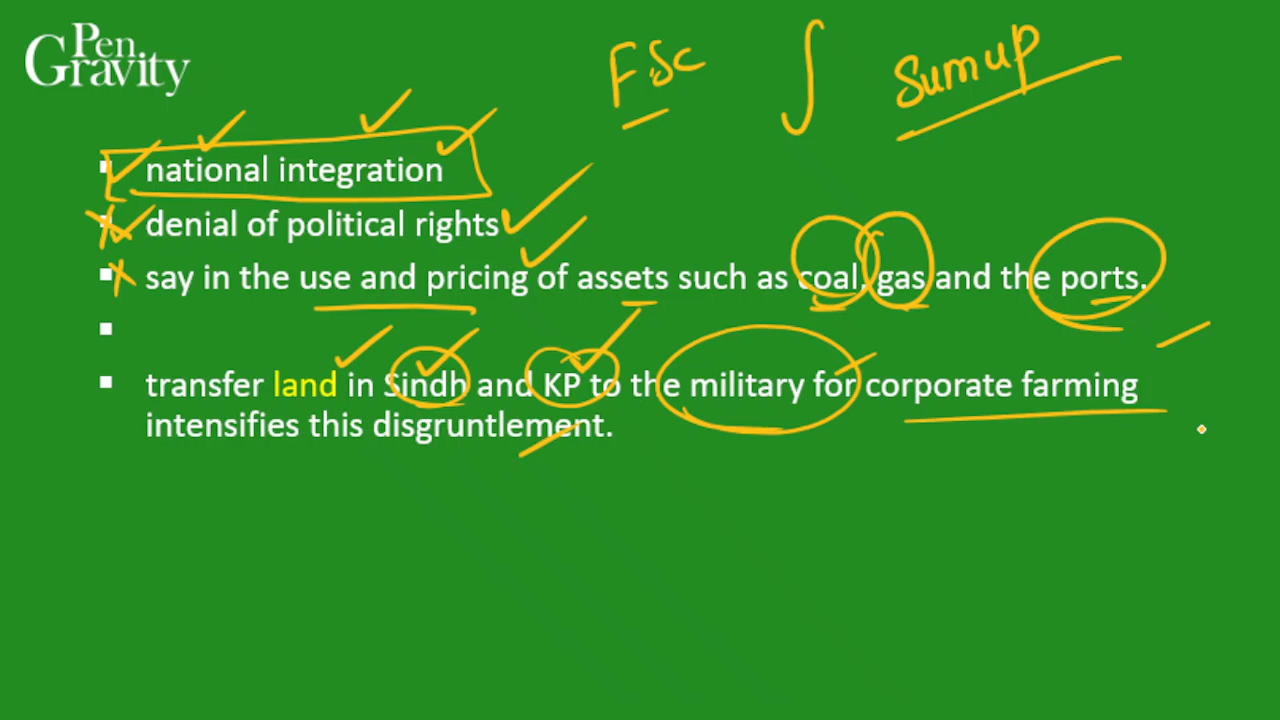 Pen
Gravity
FSc ∫ Sum up
▪ national integration
▪ denial of political rights
▪ say in the use and pricing of assets such as coal, gas and the ports.
▪
▪ transfer land in Sindh and KP to the military for corporate farming
intensifies this disgruntlement.